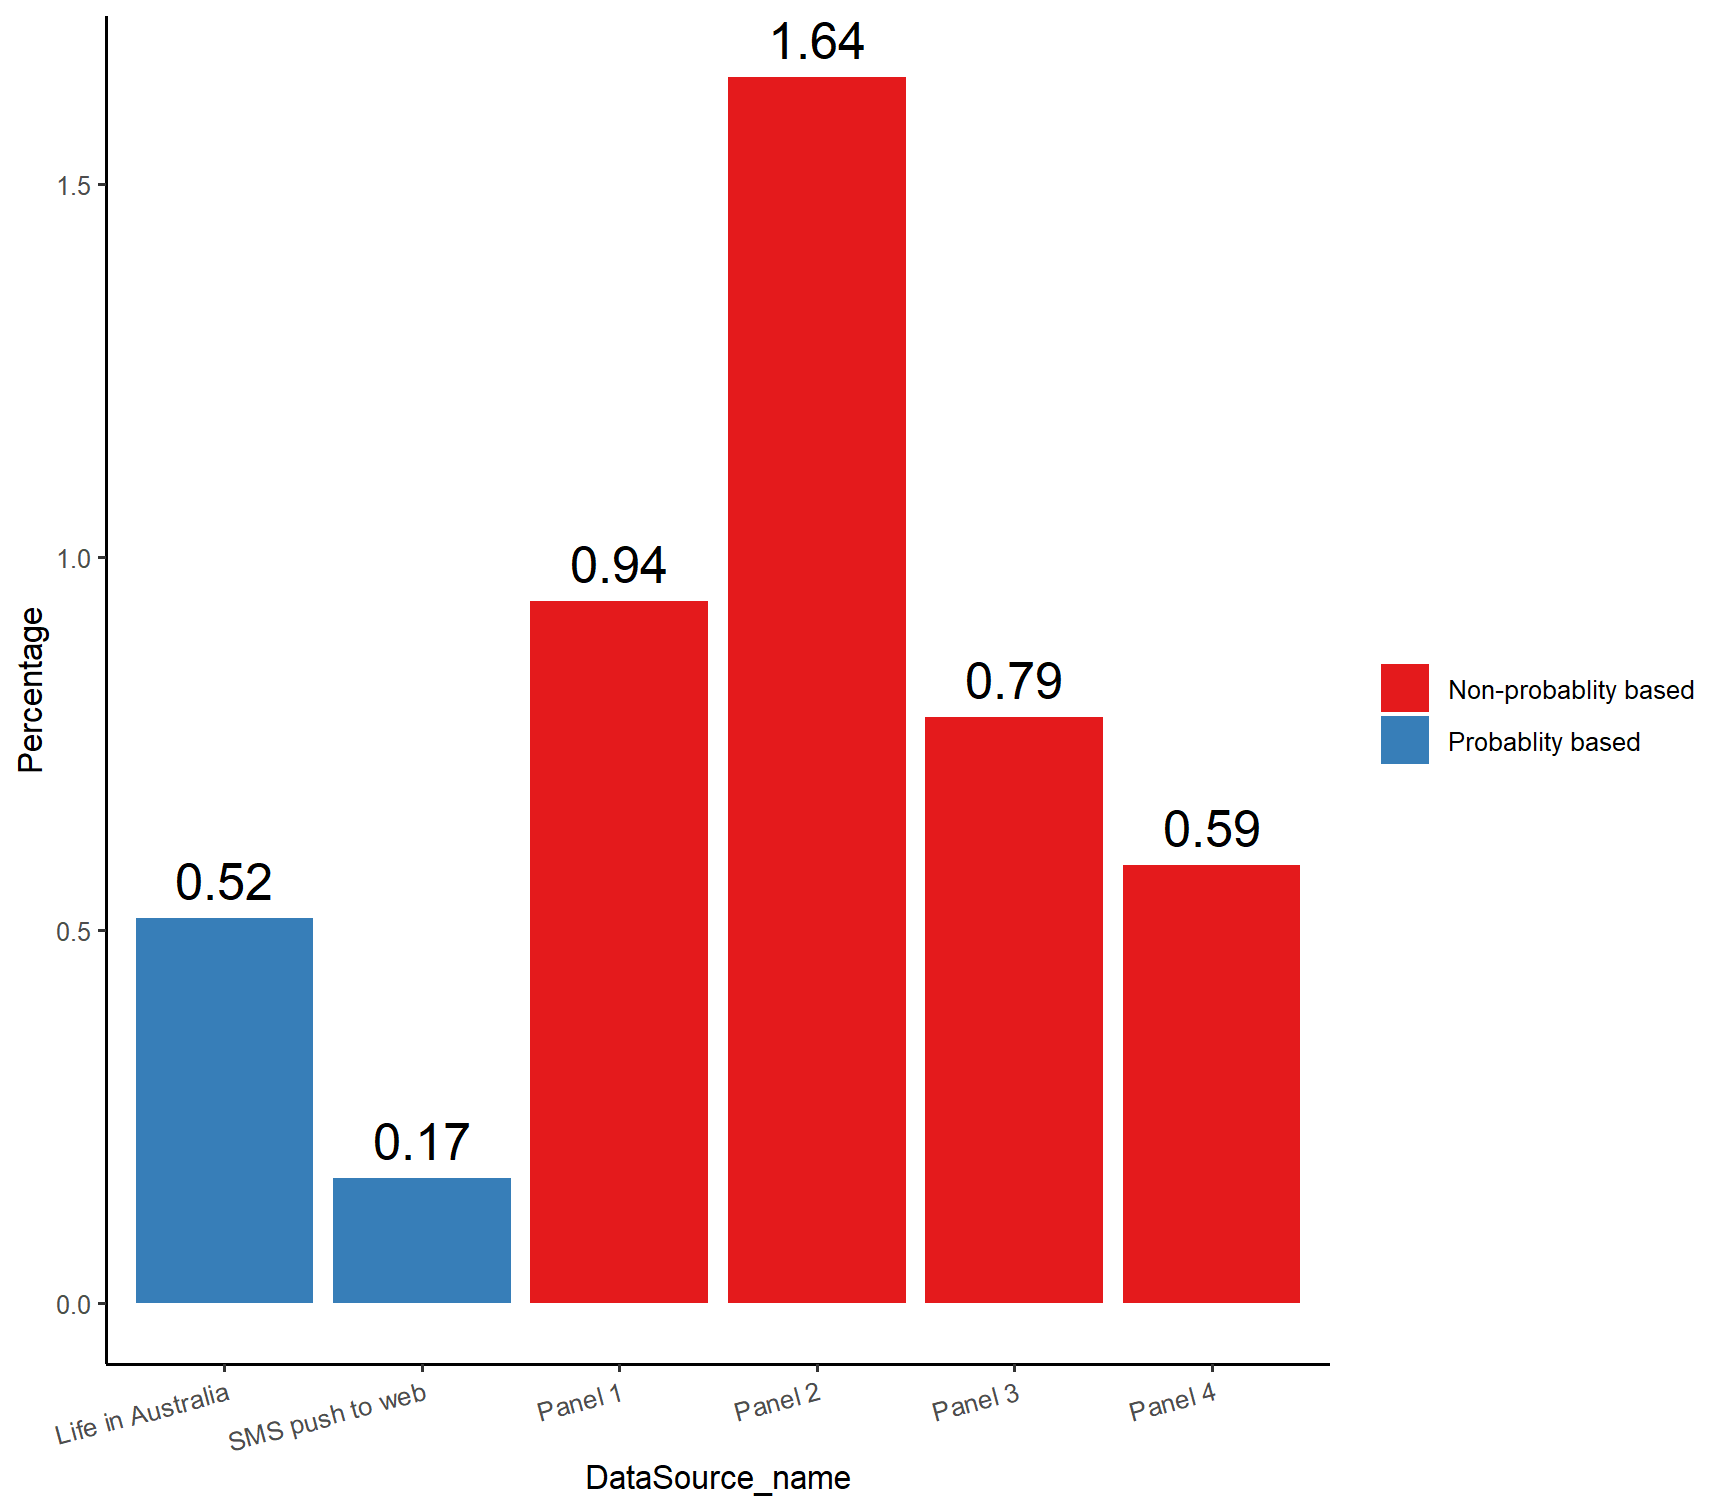 1.64
1.5
1.0
0.94
0.79
0.59
0.52
0.5
0.17
0.0
Percentage
Non-probablity based
Probablity based
Life in Australia
SMS push to web
Panel 1
Panel 2
Panel 3
Panel 4
DataSource_name